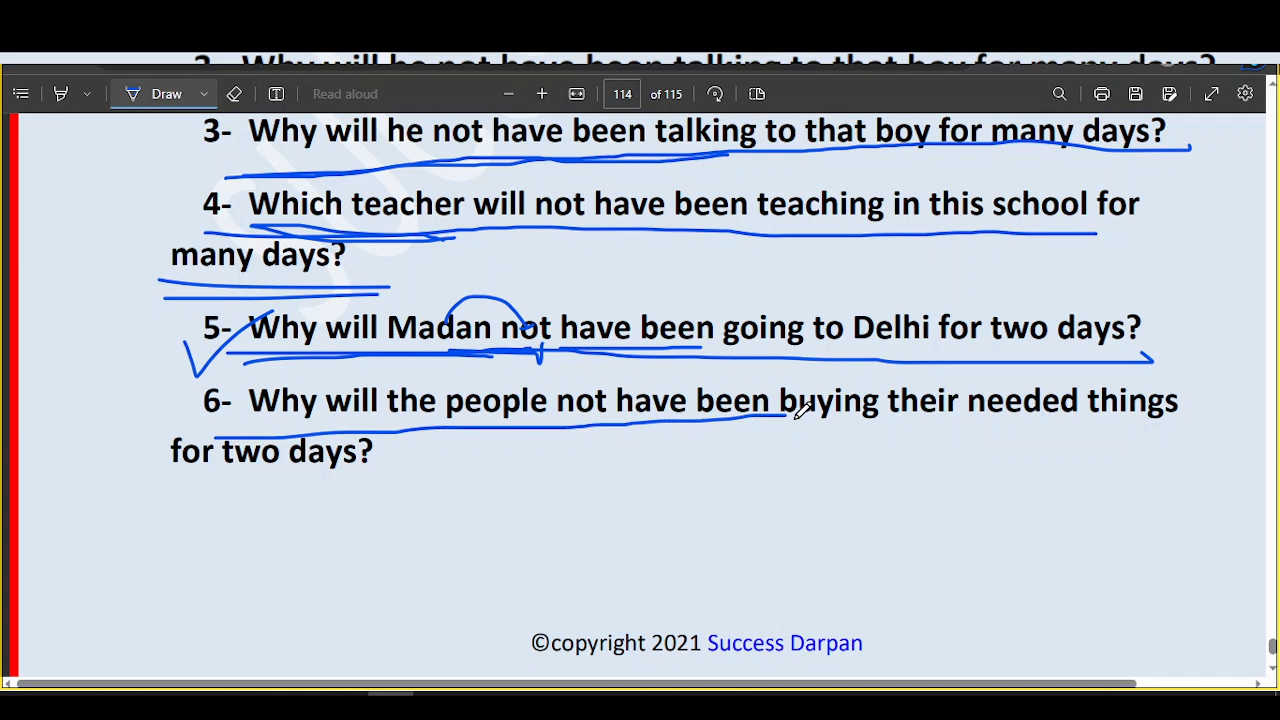 Draw
Read aloud
114 of 115
3- Why will he not have been talking to that boy for many days?
4- Which teacher will not have been teaching in this school for
many days?
5- Why will Madan not have been going to Delhi for two days?
6- Why will the people not have been buying their needed things
for two days?
©copyright 2021 Success Darpan